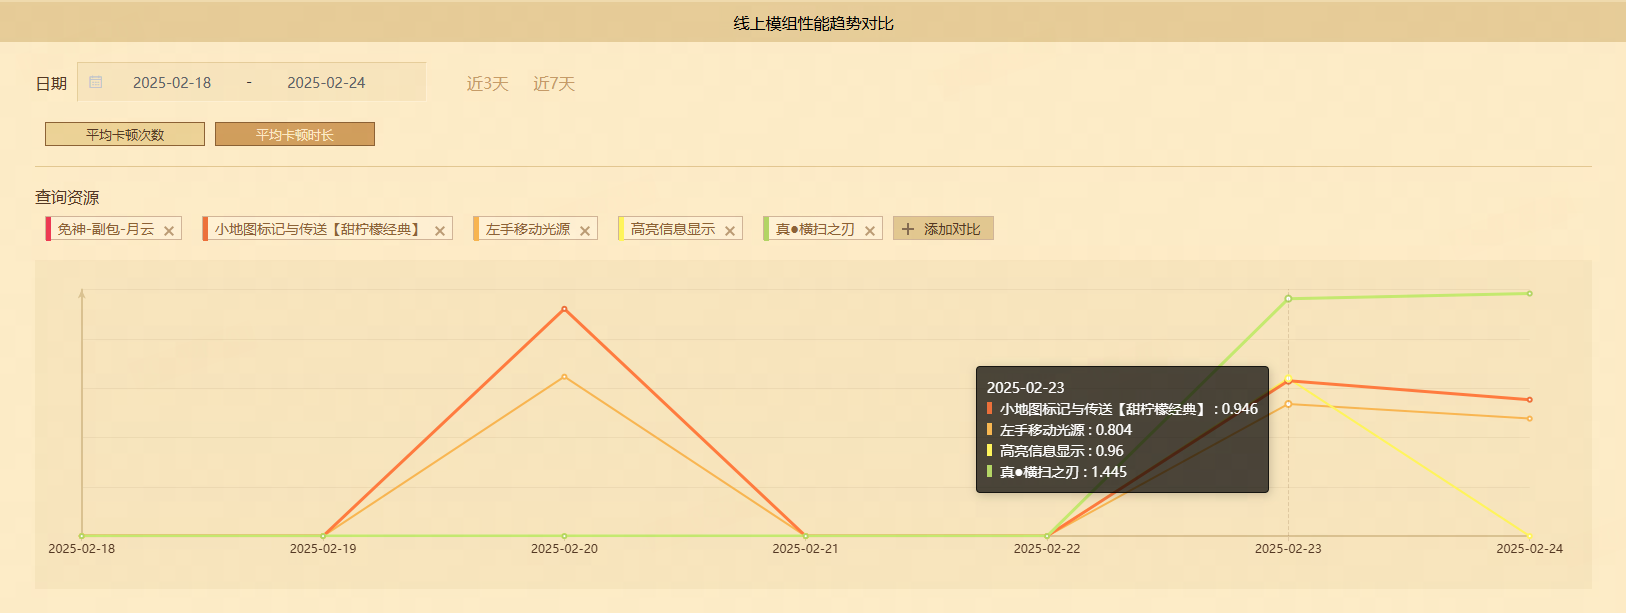 线上模组性能趋势对比
日期 2025-02-18 - 2025-02-24 近3天 近7天
平均卡顿次数 平均卡顿时长
查询资源
免神-副包-月云 小地图标记与传送【甜柠檬经典】 左手移动光源 高亮信息显示 真●横扫之刃 添加对比
2025-02-23
小地图标记与传送【甜柠檬经典】 : 0.946
左手移动光源 : 0.804
高亮信息显示 : 0.96
真●横扫之刃 : 1.445
2025-02-18 2025-02-19 2025-02-20 2025-02-21 2025-02-22 2025-02-23 2025-02-24